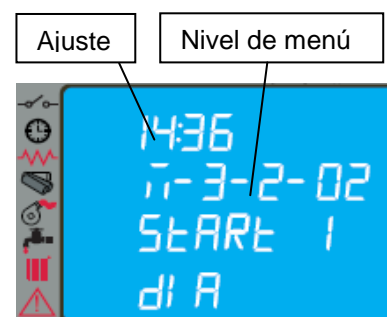 Ajuste
Nivel de menú
14:36
n-3-2-02
StARt 1
di A